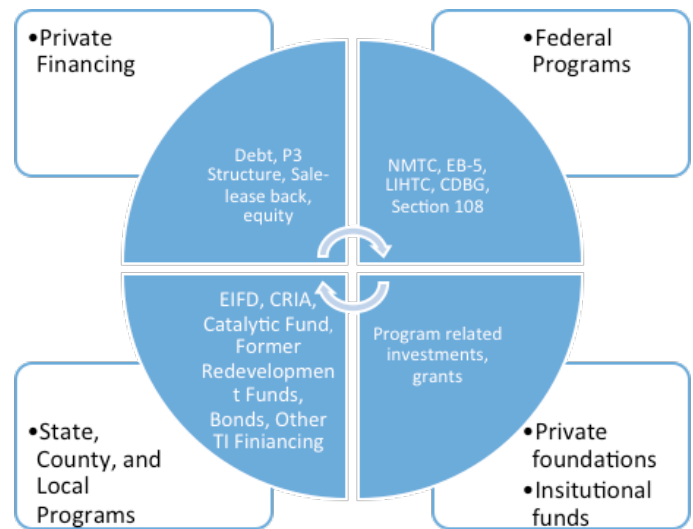 •Private
Financing
•Federal
Programs
Debt, P3
Structure, Sale-
lease back,
equity
NMTC, EB-5,
LIHTC, CDBG,
Section 108
EIFD, CRIA,
Catalytic Fund,
Former
Redevelopmen
t Funds,
Bonds, Other
TI Finiancing
Program related
investments,
grants
•State,
County, and
Local
Programs
•Private
foundations
•Insitutional
funds